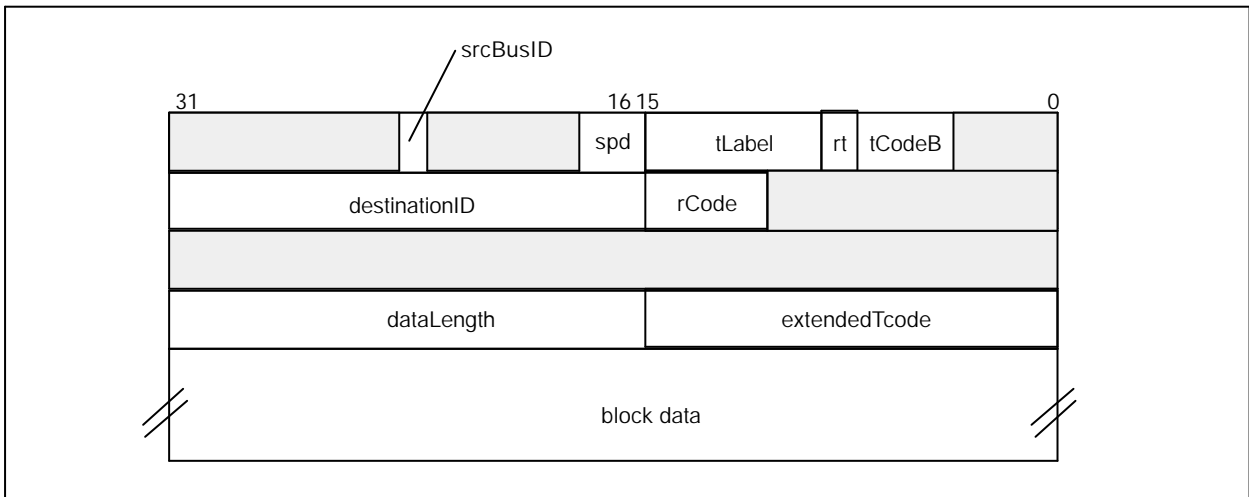 srcBusID
31 16 15 0
spd tLabel rt tCodeB
destinationID rCode
dataLength extendedTcode
block data